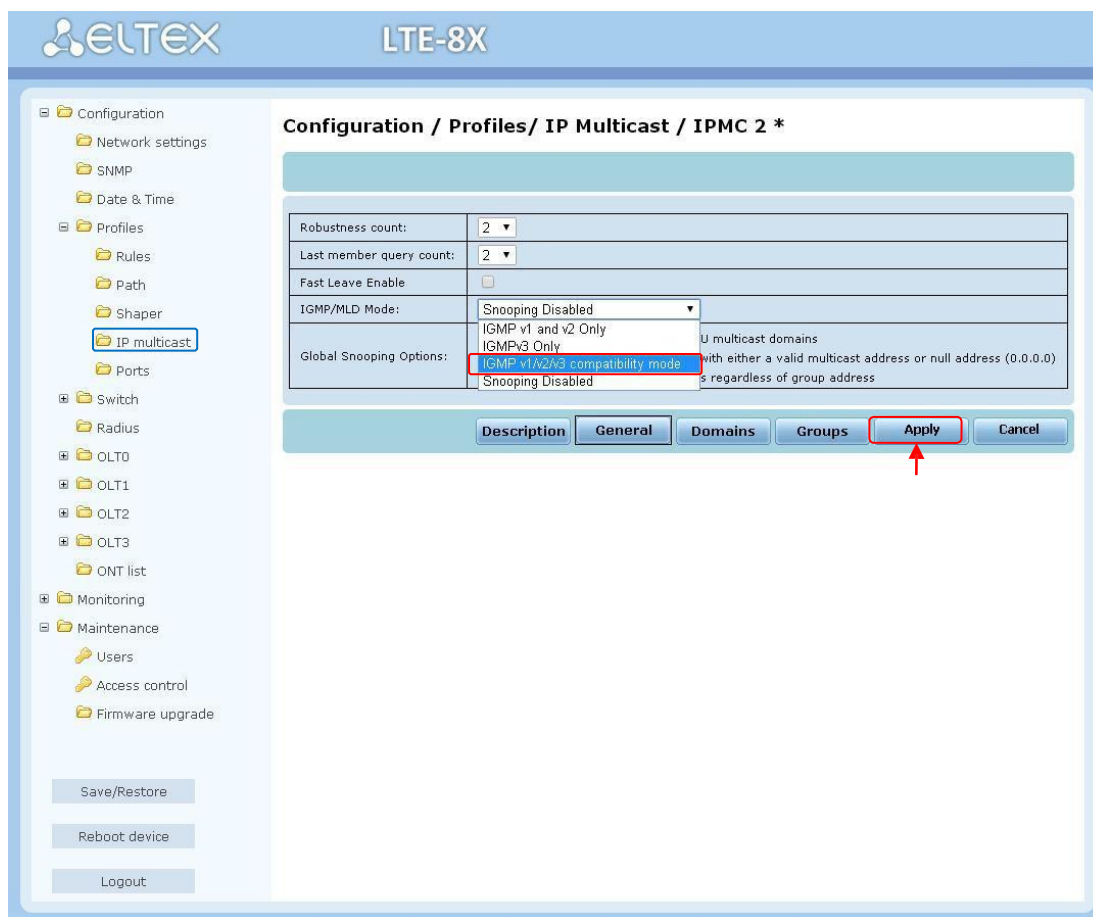 ELTEX
LTE-8X
Configuration
Network settings
SNMP
Date & Time
Profiles
Rules
Path
Shaper
IP multicast
Ports
Switch
Radius
OLT0
OLT1
OLT2
OLT3
ONT list
Monitoring
Maintenance
Users
Access control
Firmware upgrade
Save/Restore
Reboot device
Logout
Configuration / Profiles/ IP Multicast / IPMC 2 *
Robustness count: 2
Last member query count: 2
Fast Leave Enable
IGMP/MLD Mode: Snooping Disabled
IGMP v1 and v2 Only
IGMPv3 Only
IGMP v1/v2/v3 compatibility mode
Snooping Disabled
Global Snooping Options:
U multicast domains
with either a valid multicast address or null address (0.0.0.0)
s regardless of group address
Description General Domains Groups Apply Cancel